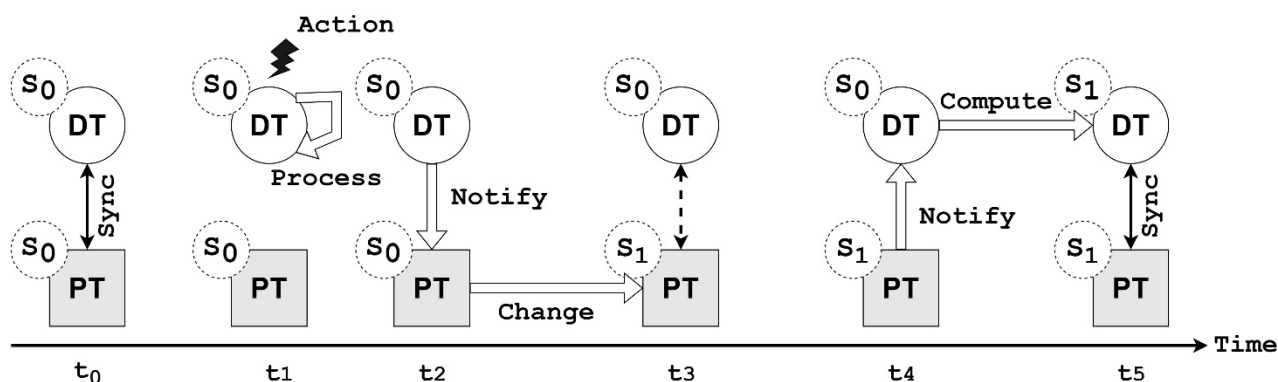 Action
S0 S0 S0 S0 S0 S1
DT DT DT DT Compute DT
Process
Sync Notify Notify Sync
S0 S0 S0 S1 S1 S1
PT PT PT PT PT PT
Change
Time
t0 t1 t2 t3 t4 t5